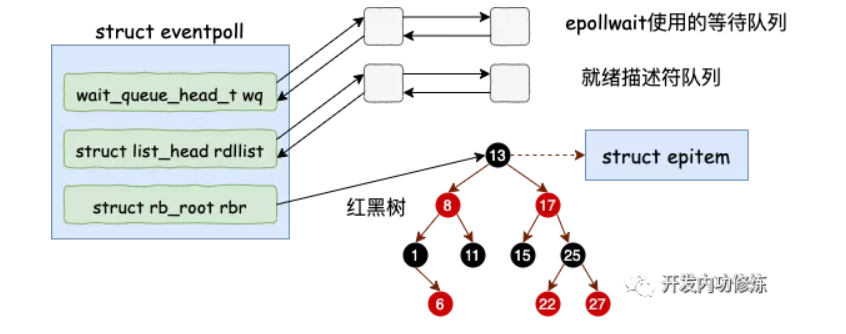 struct eventpoll
epollwait使用的等待队列
wait_queue_head_t wq
就绪描述符队列
struct list_head rdllist
13
struct epitem
struct rb_root rbr
红黑树
8
17
1
11
15
25
6
22
27
开发内功修炼